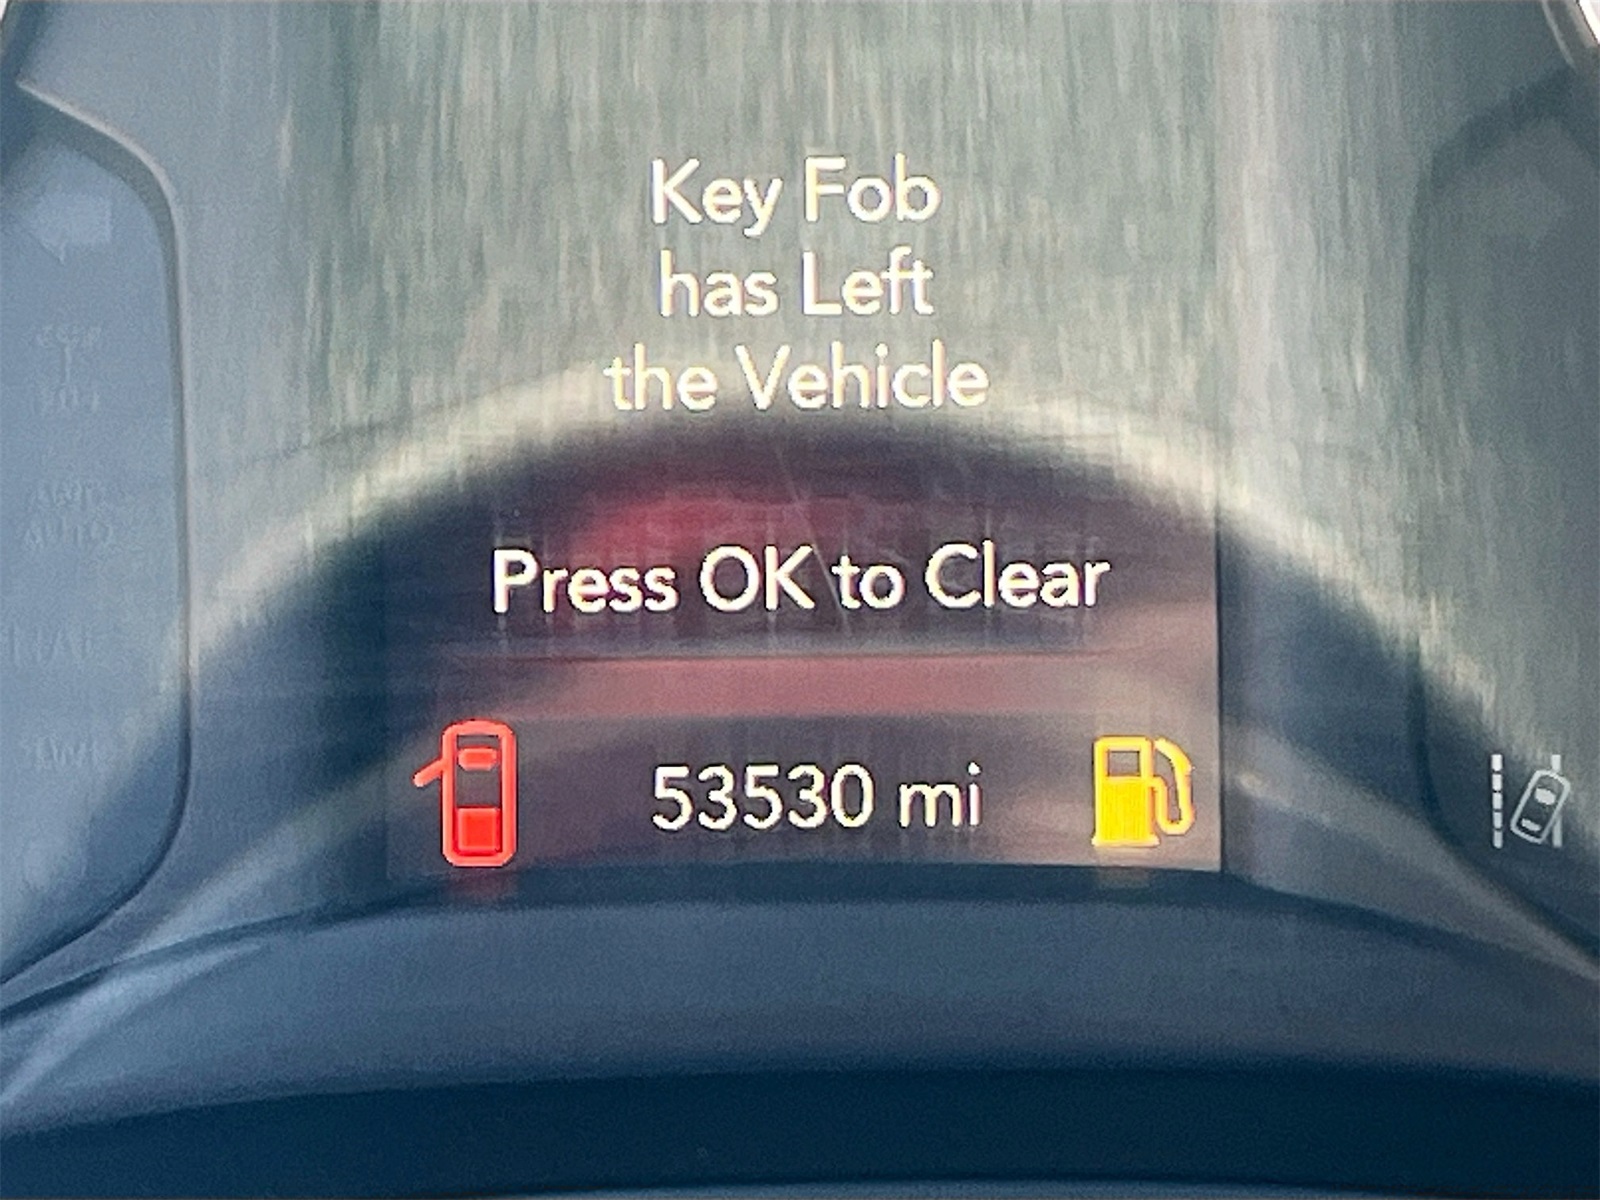 Key Fob
has Left
the Vehicle
Press OK to Clear
53530 mi